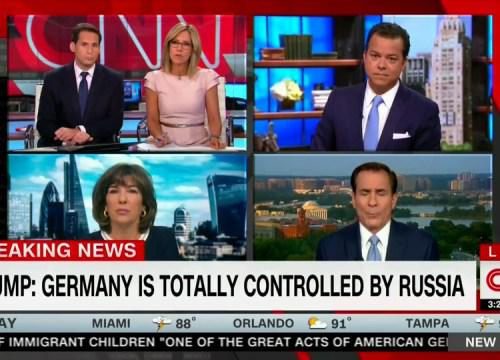 CNN
EAKING NEWS
L
UMP: GERMANY IS TOTALLY CONTROLLED BY RUSSIA
3:2
AY MIAMI 88° ORLANDO 91° TAMPA
F IMMIGRANT CHILDREN "ONE OF THE GREAT ACTS OF AMERICAN GE NEW